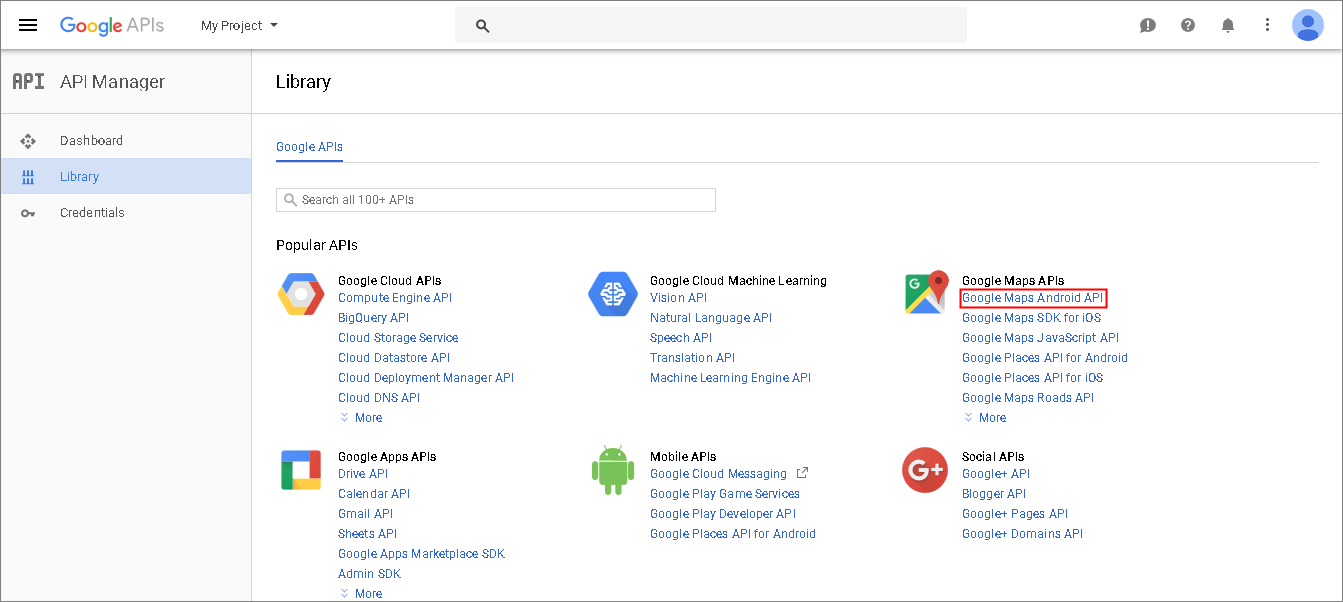 Google APIs
My Project
API
API Manager
Library
Dashboard
Library
Credentials
Google APIs
Search all 100+ APIs
Popular APIs
Google Cloud APIs
Compute Engine API
BigQuery API
Cloud Storage Service
Cloud Datastore API
Cloud Deployment Manager API
Cloud DNS API
More
Google Cloud Machine Learning
Vision API
Natural Language API
Speech API
Translation API
Machine Learning Engine API
G
Google Maps APIs
Google Maps Android API
Google Maps SDK for iOS
Google Maps JavaScript API
Google Places API for Android
Google Places API for iOS
Google Maps Roads API
More
Google Apps APIs
Drive API
Calendar API
Gmail API
Sheets API
Google Apps Marketplace SDK
Admin SDK
More
Mobile APIs
Google Cloud Messaging
Google Play Game Services
Google Play Developer API
Google Places API for Android
G+
Social APIs
Google+ API
Blogger API
Google+ Pages API
Google+ Domains API